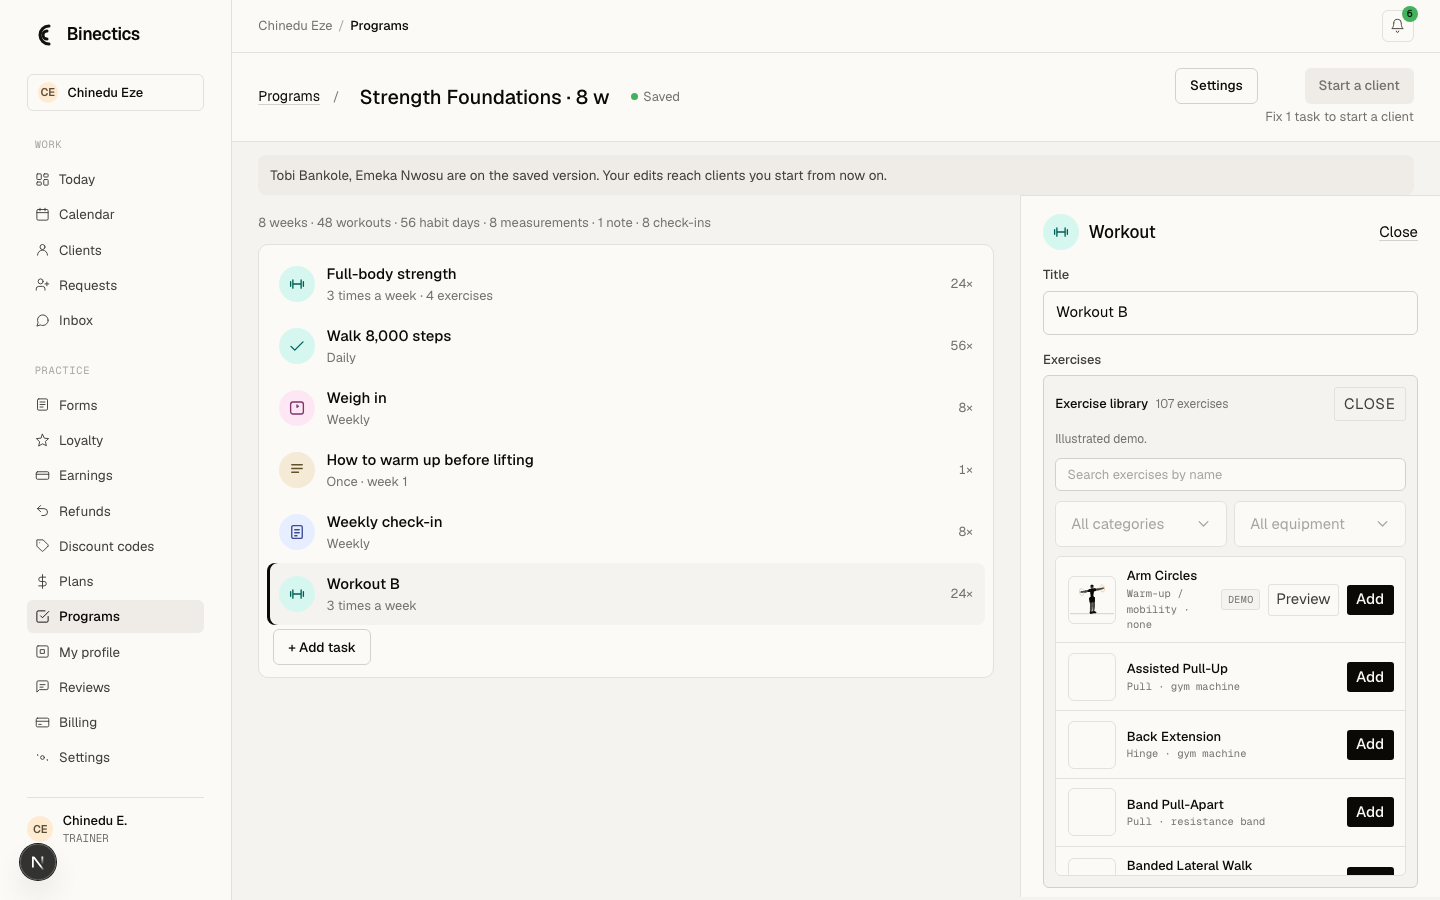 Binectics
CE Chinedu Eze
WORK
Today
Calendar
Clients
Requests
Inbox
PRACTICE
Forms
Loyalty
Earnings
Refunds
Discount codes
Plans
Programs
My profile
Reviews
Billing
Settings
CE Chinedu E.
TRAINER
N
Chinedu Eze / Programs
6
Programs / Strength Foundations · 8 w Saved
Settings
Start a client
Fix 1 task to start a client
Tobi Bankole, Emeka Nwosu are on the saved version. Your edits reach clients you start from now on.
8 weeks · 48 workouts · 56 habit days · 8 measurements · 1 note · 8 check-ins
Full-body strength
3 times a week · 4 exercises
24×
Walk 8,000 steps
Daily
56×
Weigh in
Weekly
8×
How to warm up before lifting
Once · week 1
1×
Weekly check-in
Weekly
8×
Workout B
3 times a week
24×
+ Add task
Workout
Close
Title
Workout B
Exercises
Exercise library 107 exercises
CLOSE
Illustrated demo.
Search exercises by name
All categories
All equipment
Arm Circles
Warm-up /
mobility ·
none
DEMO
Preview
Add
Assisted Pull-Up
Pull · gym machine
Add
Back Extension
Hinge · gym machine
Add
Band Pull-Apart
Pull · resistance band
Add
Banded Lateral Walk